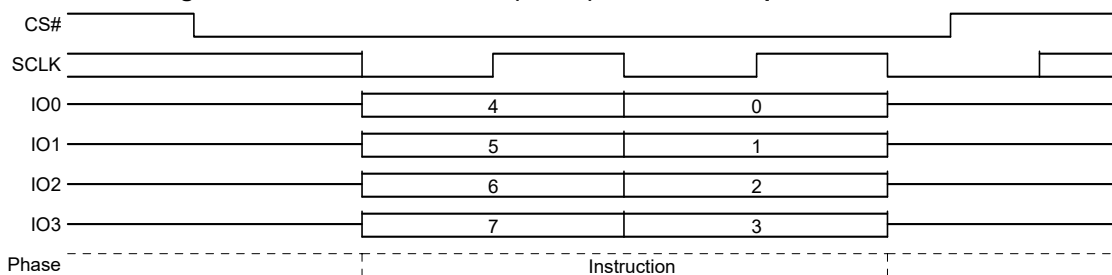 CS#
SCLK
IO0 4 0
IO1 5 1
IO2 6 2
IO3 7 3
Phase Instruction